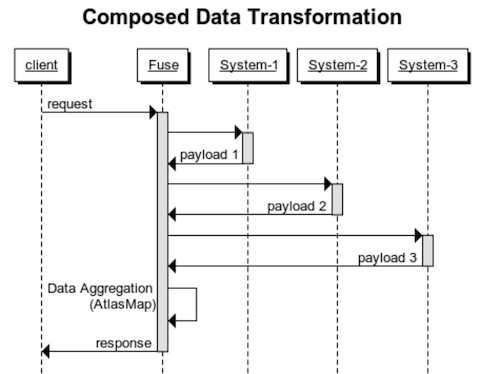 Composed Data Transformation
client
Fuse
System-1
System-2
System-3
request
payload 1
payload 2
payload 3
Data Aggregation
(AtlasMap)
response